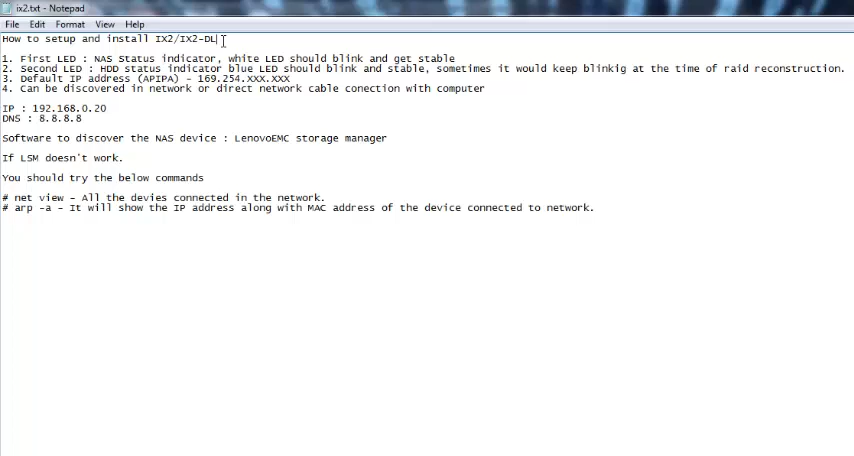 ix2.txt - Notepad
File Edit Format View Help
How to setup and install IX2/IX2-DL
1. First LED : NAS Status indicator, white LED should blink and get stable
2. Second LED : HDD status indicator blue LED should blink and stable, sometimes it would keep blinkig at the time of raid reconstruction.
3. Default IP address (APIPA) - 169.254.XXX.XXX
4. Can be discovered in network or direct network cable conection with computer
IP : 192.168.0.20
DNS : 8.8.8.8
Software to discover the NAS device : LenovoEMC storage manager
If LSM doesn't work.
You should try the below commands
# net view - All the devies connected in the network.
# arp -a - It will show the IP address along with MAC address of the device connected to network.